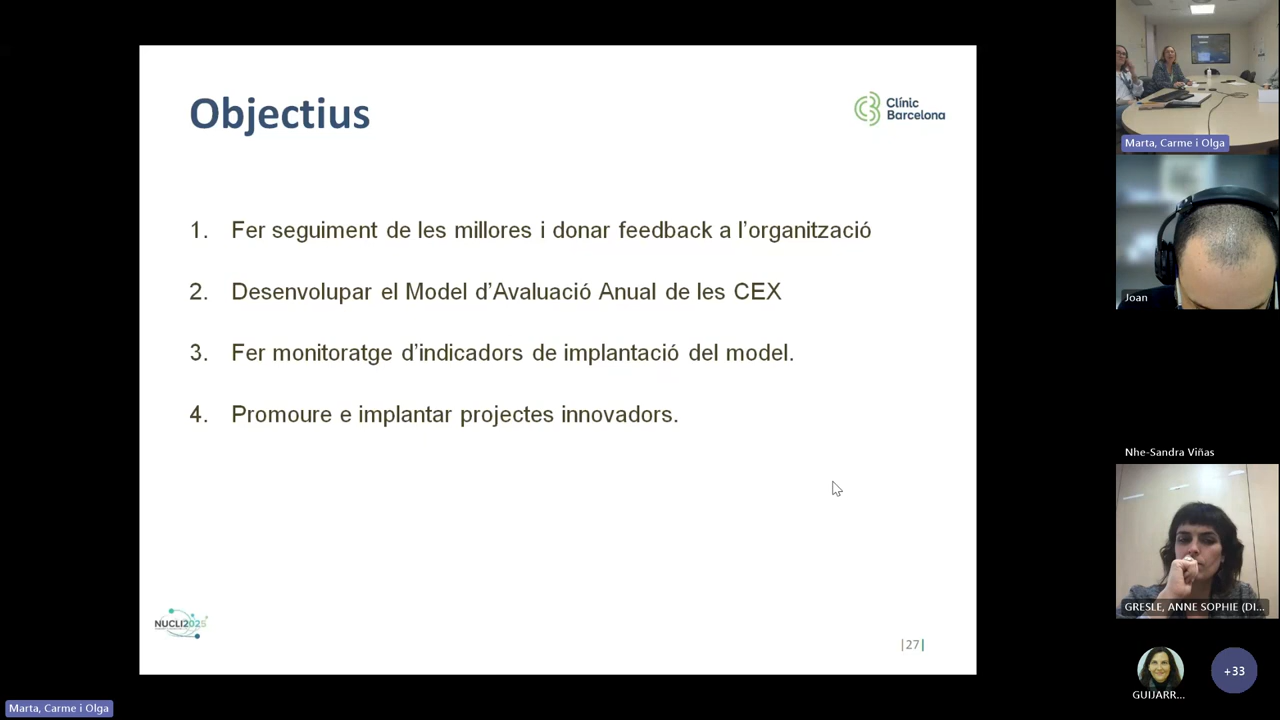 Objectius
Clínic
Barcelona
1. Fer seguiment de les millores i donar feedback a l’organització
2. Desenvolupar el Model d’Avaluació Anual de les CEX
3. Fer monitoratge d’indicadors de implantació del model.
4. Promoure e implantar projectes innovadors.
NUCLI2025
|27|
Marta, Carme i Olga
Marta, Carme i Olga
Joan
Nhe-Sandra Viñas
GRESLE, ANNE SOPHIE (DI...
GUIJARR...
+33